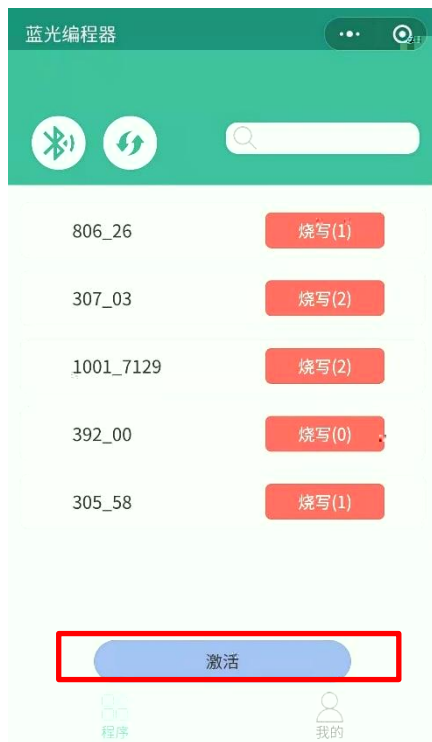 蓝光编程器
806_26 烧写(1)
307_03 烧写(2)
1001_7129 烧写(2)
392_00 烧写(0)
305_58 烧写(1)
激活
程序 我的